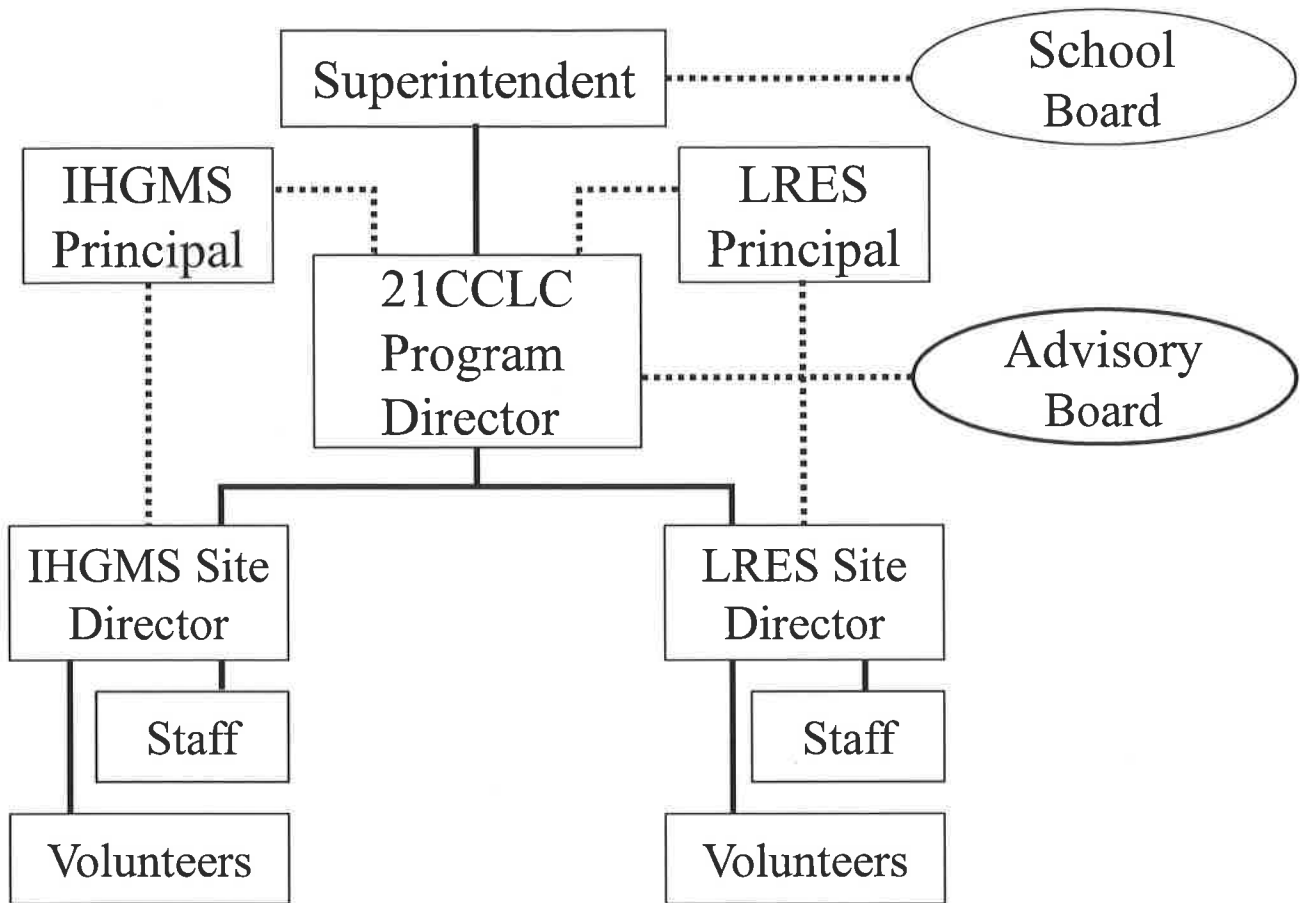 Superintendent
School
Board
IHGMS
Principal
LRES
Principal
21CCLC
Program
Director
Advisory
Board
IHGMS Site
Director
LRES Site
Director
Staff
Staff
Volunteers
Volunteers